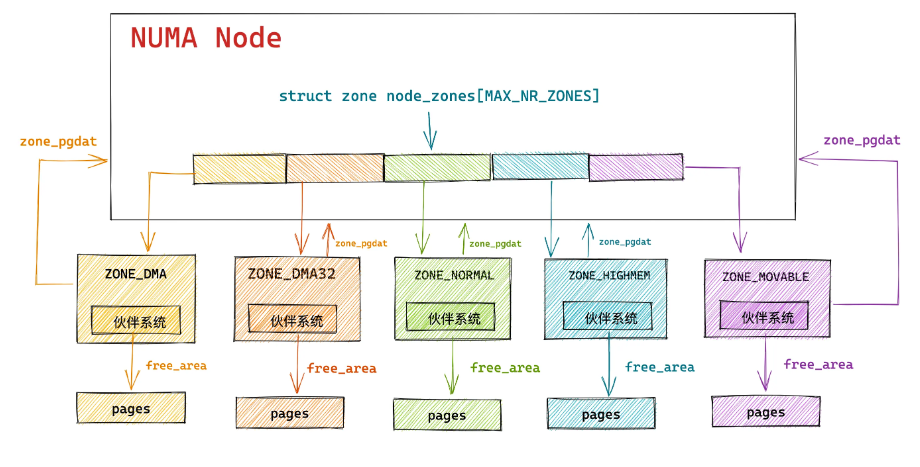 NUMA Node
struct zone node_zones[MAX_NR_ZONES]
zone_pgdat
zone_pgdat
zone_pgdat
zone_pgdat
zone_pgdat
ZONE_DMA
ZONE_DMA32
ZONE_NORMAL
ZONE_HIGHMEM
ZONE_MOVABLE
伙伴系统
伙伴系统
伙伴系统
伙伴系统
伙伴系统
free_area
free_area
free_area
free_area
free_area
pages
pages
pages
pages
pages